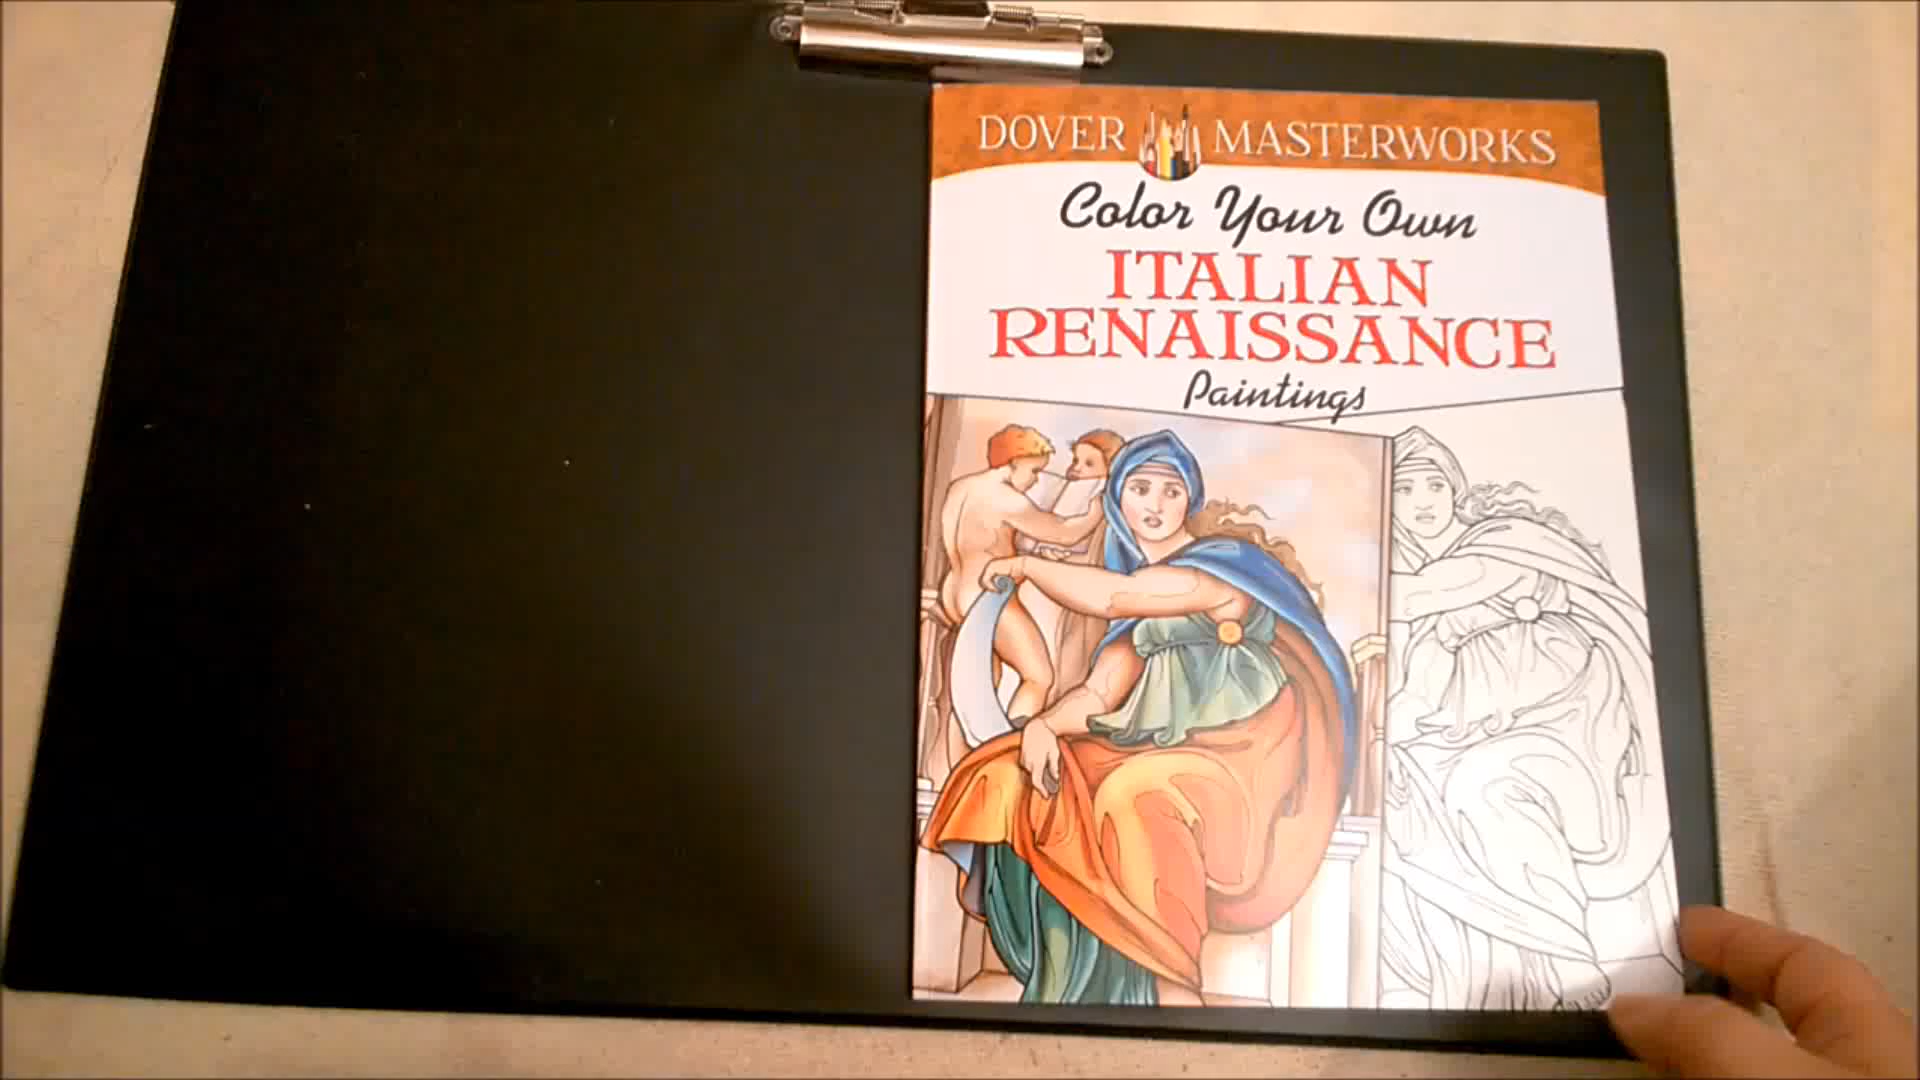 DOVER MASTERWORKS
Color Your Own
ITALIAN
RENAISSANCE
Paintings